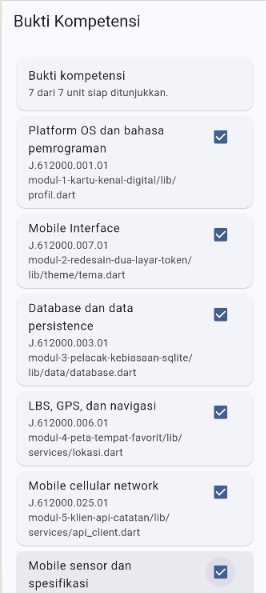 Bukti Kompetensi
Bukti kompetensi
7 dari 7 unit siap ditunjukkan.
Platform OS dan bahasa
pemrograman
J.612000.001.01
modul-1-kartu-kenal-digital/lib/
profil.dart
Mobile Interface
J.612000.007.01
modul-2-redesain-dua-layar-token/
lib/theme/tema.dart
Database dan data
persistence
J.612000.003.01
modul-3-pelacak-kebiasaan-sqlite/
lib/data/database.dart
LBS, GPS, dan navigasi
J.612000.006.01
modul-4-peta-tempat-favorit/lib/
services/lokasi.dart
Mobile cellular network
J.612000.025.01
modul-5-klien-api-catatan/lib/
services/api_client.dart
Mobile sensor dan
spesifikasi